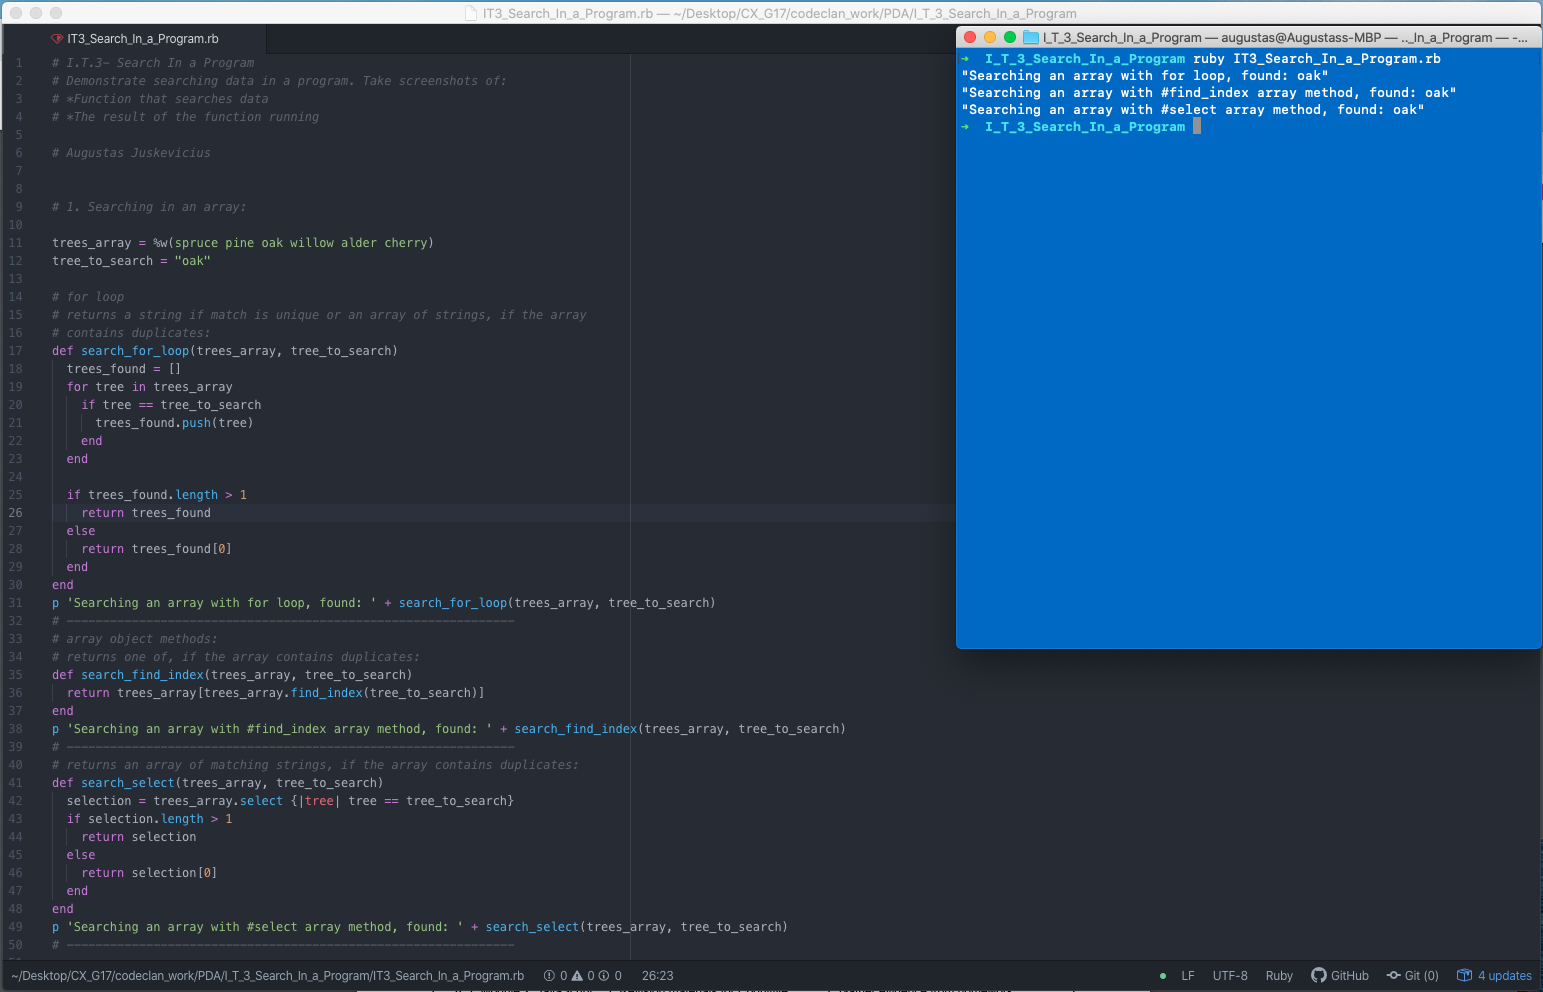 IT3_Search_In_a_Program.rb — ~/Desktop/CX_G17/codeclan_work/PDA/I_T_3_Search_In_a_Program
IT3_Search_In_a_Program.rb
1 # I.T.3- Search In a Program
2 # Demonstrate searching data in a program. Take screenshots of:
3 # *Function that searches data
4 # *The result of the function running
5
6 # Augustas Juskevicius
7
8
9 # 1. Searching in an array:
10
11 trees_array = %w(spruce pine oak willow alder cherry)
12 tree_to_search = "oak"
13
14 # for loop
15 # returns a string if match is unique or an array of strings, if the array
16 # contains duplicates:
17 def search_for_loop(trees_array, tree_to_search)
18 trees_found = []
19 for tree in trees_array
20 if tree == tree_to_search
21 trees_found.push(tree)
22 end
23 end
24
25 if trees_found.length > 1
26 return trees_found
27 else
28 return trees_found[0]
29 end
30 end
31 p 'Searching an array with for loop, found: ' + search_for_loop(trees_array, tree_to_search)
32 # --------------------------------------------------------------
33 # array object methods:
34 # returns one of, if the array contains duplicates:
35 def search_find_index(trees_array, tree_to_search)
36 return trees_array[trees_array.find_index(tree_to_search)]
37 end
38 p 'Searching an array with #find_index array method, found: ' + search_find_index(trees_array, tree_to_search)
39 # --------------------------------------------------------------
40 # returns an array of matching strings, if the array contains duplicates:
41 def search_select(trees_array, tree_to_search)
42 selection = trees_array.select {|tree| tree == tree_to_search}
43 if selection.length > 1
44 return selection
45 else
46 return selection[0]
47 end
48 end
49 p 'Searching an array with #select array method, found: ' + search_select(trees_array, tree_to_search)
50 # --------------------------------------------------------------
I_T_3_Search_In_a_Program — augustas@Augustass-MBP — .._In_a_Program — -...
➜ I_T_3_Search_In_a_Program ruby IT3_Search_In_a_Program.rb
"Searching an array with for loop, found: oak"
"Searching an array with #find_index array method, found: oak"
"Searching an array with #select array method, found: oak"
➜ I_T_3_Search_In_a_Program
~/Desktop/CX_G17/codeclan_work/PDA/I_T_3_Search_In_a_Program/IT3_Search_In_a_Program.rb 0 0 0 26:23 LF UTF-8 Ruby GitHub Git (0) 4 updates